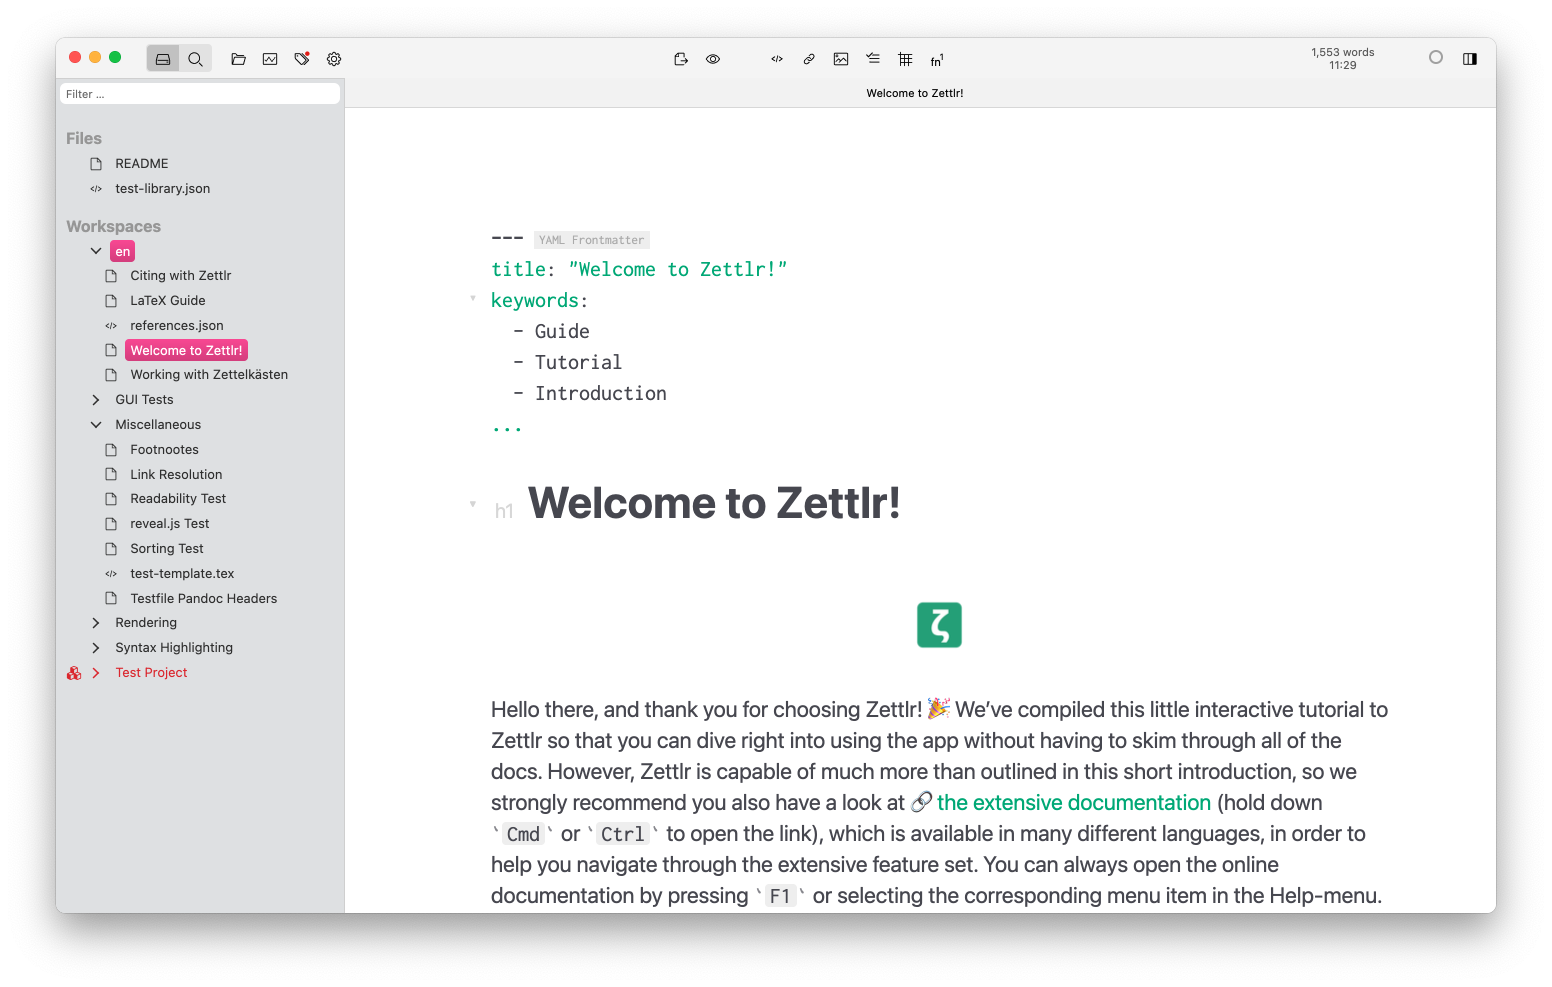 1,553 words
11:29
</>
fn1
Filter ...
Welcome to Zettlr!
Files
README
</> test-library.json
Workspaces
en
Citing with Zettlr
LaTeX Guide
</> references.json
Welcome to Zettlr!
Working with Zettelkästen
GUI Tests
Miscellaneous
Footnootes
Link Resolution
Readability Test
reveal.js Test
Sorting Test
</> test-template.tex
Testfile Pandoc Headers
Rendering
Syntax Highlighting
Test Project
--- YAML Frontmatter
title: "Welcome to Zettlr!"
keywords:
- Guide
- Tutorial
- Introduction
...
h1 Welcome to Zettlr!
ζ
Hello there, and thank you for choosing Zettlr! 🎉 We’ve compiled this little interactive tutorial to
Zettlr so that you can dive right into using the app without having to skim through all of the
docs. However, Zettlr is capable of much more than outlined in this short introduction, so we
strongly recommend you also have a look at 🔗 the extensive documentation (hold down
`Cmd` or `Ctrl` to open the link), which is available in many different languages, in order to
help you navigate through the extensive feature set. You can always open the online
documentation by pressing `F1` or selecting the corresponding menu item in the Help-menu.